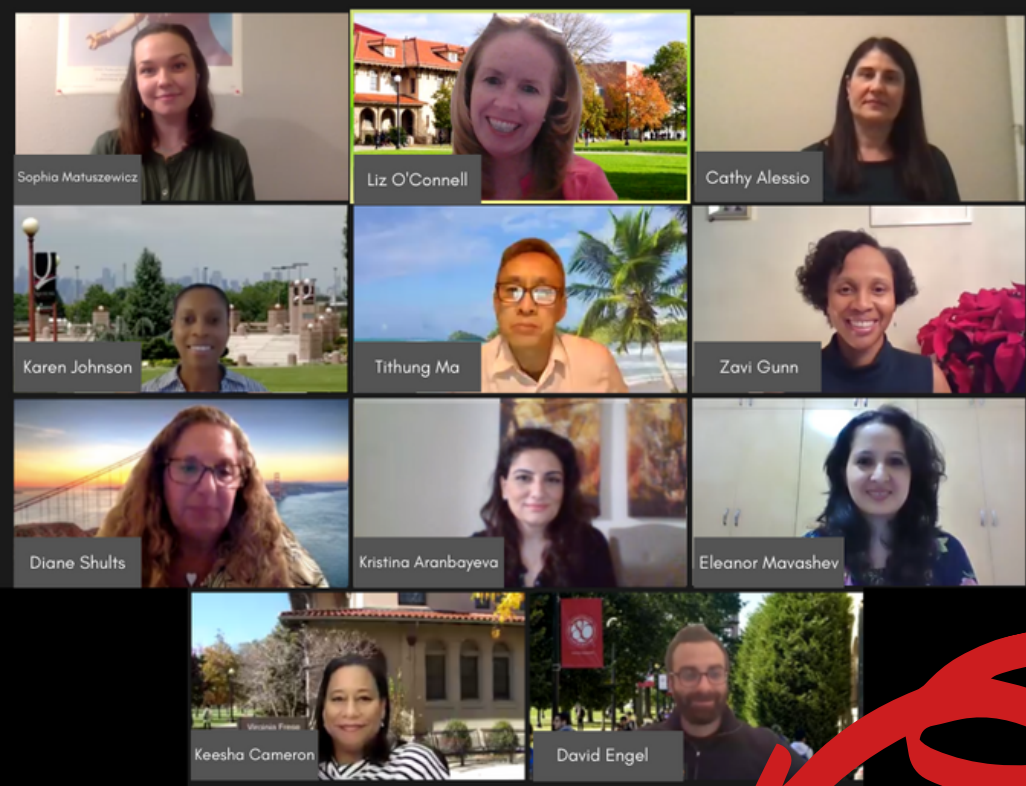 Sophia Matuszewicz
Liz O'Connell
Cathy Alessio
Karen Johnson
Tithung Ma
Zavi Gunn
Diane Shults
Kristina Aranbayeva
Eleanor Mavashev
Virginia Frese
Keesha Cameron
David Engel